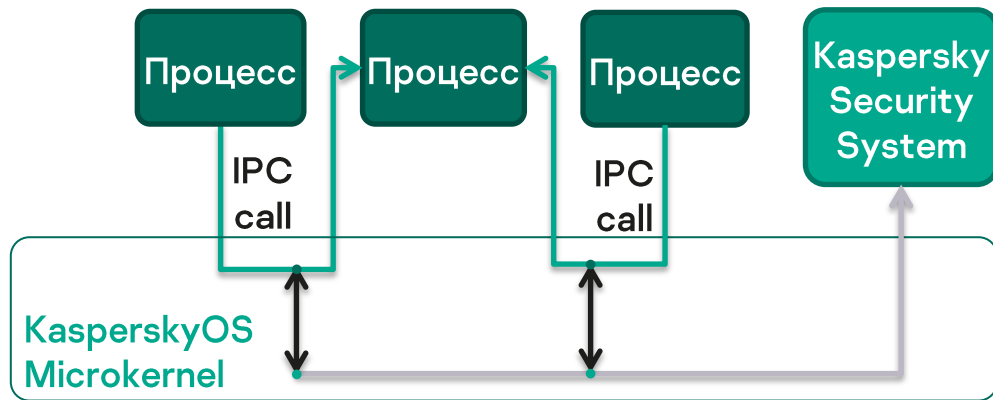 Процесс
Процесс
Процесс
Kaspersky
Security
System
IPC
call
IPC
call
KasperskyOS
Microkernel